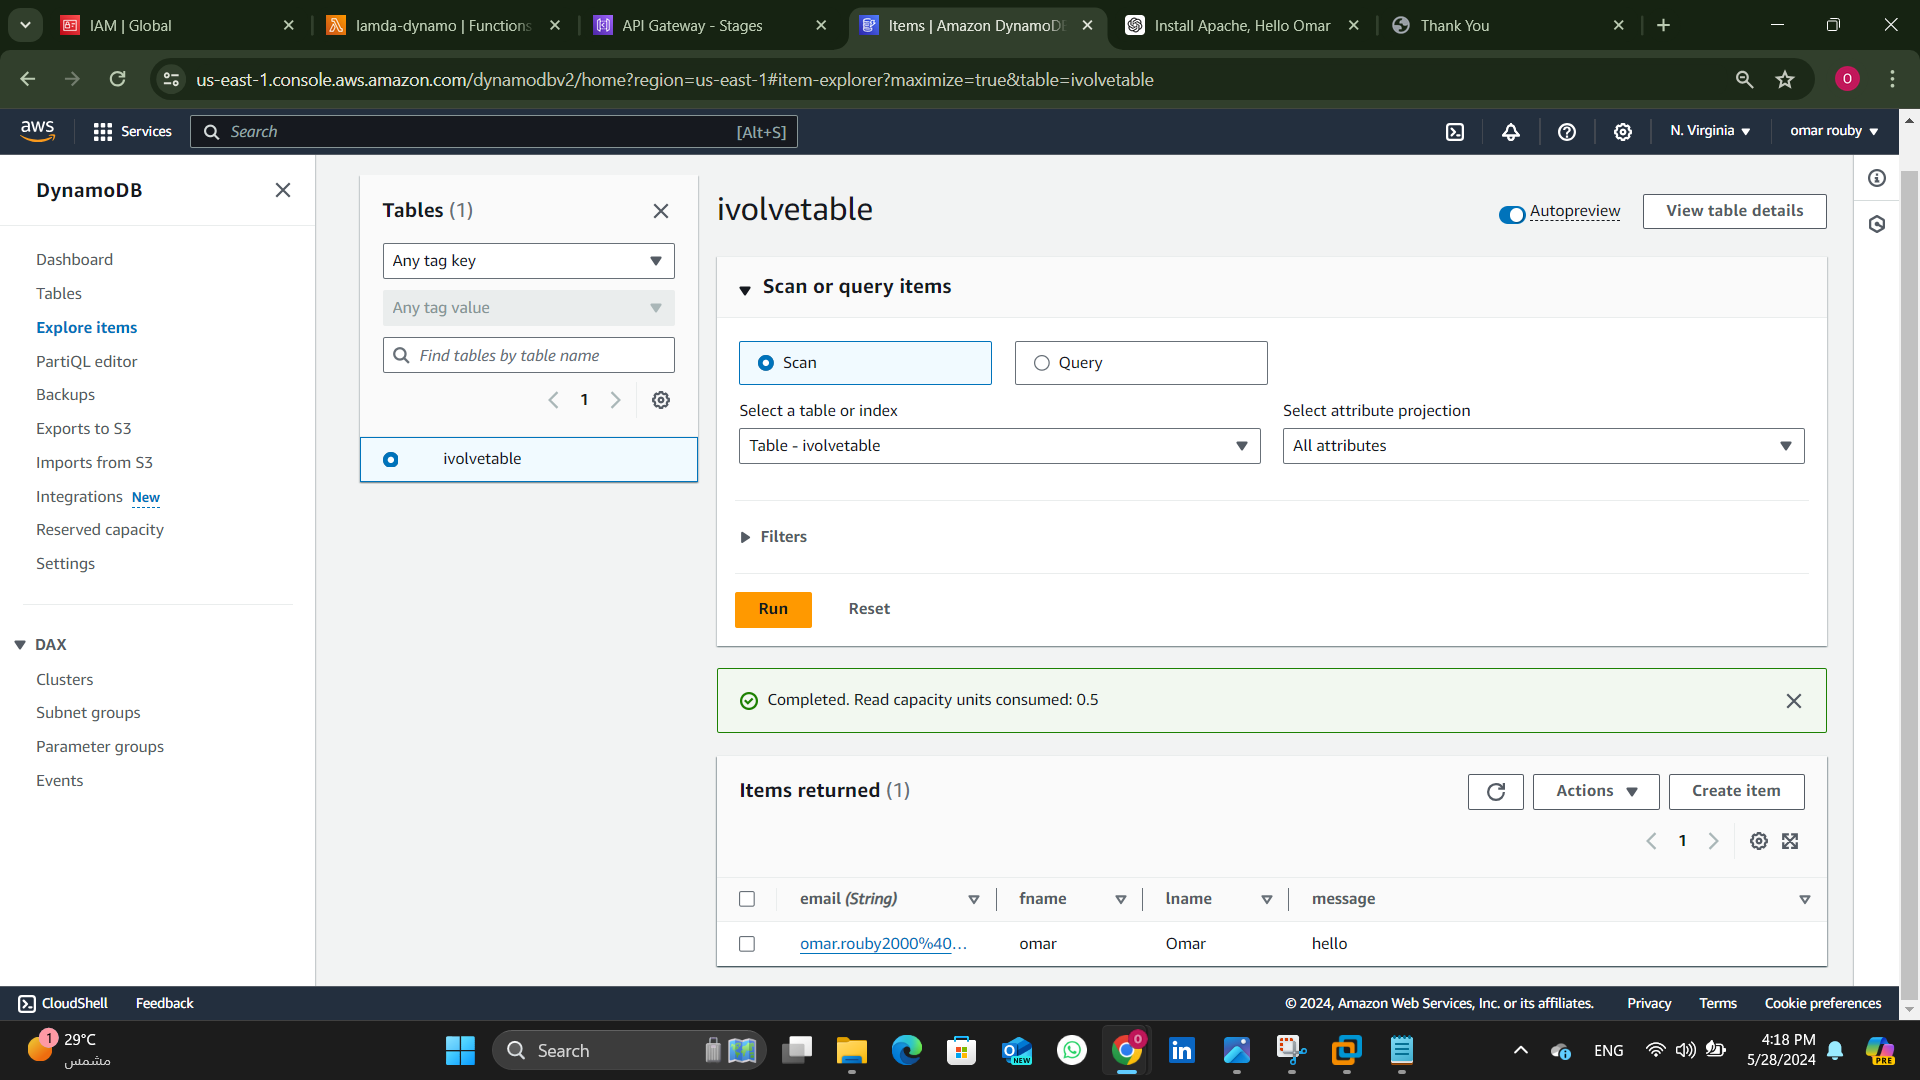 IAM | Global
lamda-dynamo | Functions
API Gateway - Stages
Items | Amazon DynamoDB
Install Apache, Hello Omar
Thank You
us-east-1.console.aws.amazon.com/dynamodbv2/home?region=us-east-1#item-explorer?maximize=true&table=ivolvetable
O
aws
Services
Search
[Alt+S]
N. Virginia
omar rouby
DynamoDB
Dashboard
Tables
Explore items
PartiQL editor
Backups
Exports to S3
Imports from S3
Integrations New
Reserved capacity
Settings
DAX
Clusters
Subnet groups
Parameter groups
Events
Tables (1)
Any tag key
Any tag value
Find tables by table name
1
ivolvetable
ivolvetable
Autopreview
View table details
Scan or query items
Scan
Query
Select a table or index
Select attribute projection
Table - ivolvetable
All attributes
Filters
Run
Reset
Completed. Read capacity units consumed: 0.5
Items returned (1)
Actions
Create item
1
email (String)
fname
lname
message
omar.rouby2000%40...
omar
Omar
hello
CloudShell
Feedback
© 2024, Amazon Web Services, Inc. or its affiliates.
Privacy
Terms
Cookie preferences
1
29°C
مشمس
Search
NEW
O
in
ENG
4:18 PM
5/28/2024
PRE